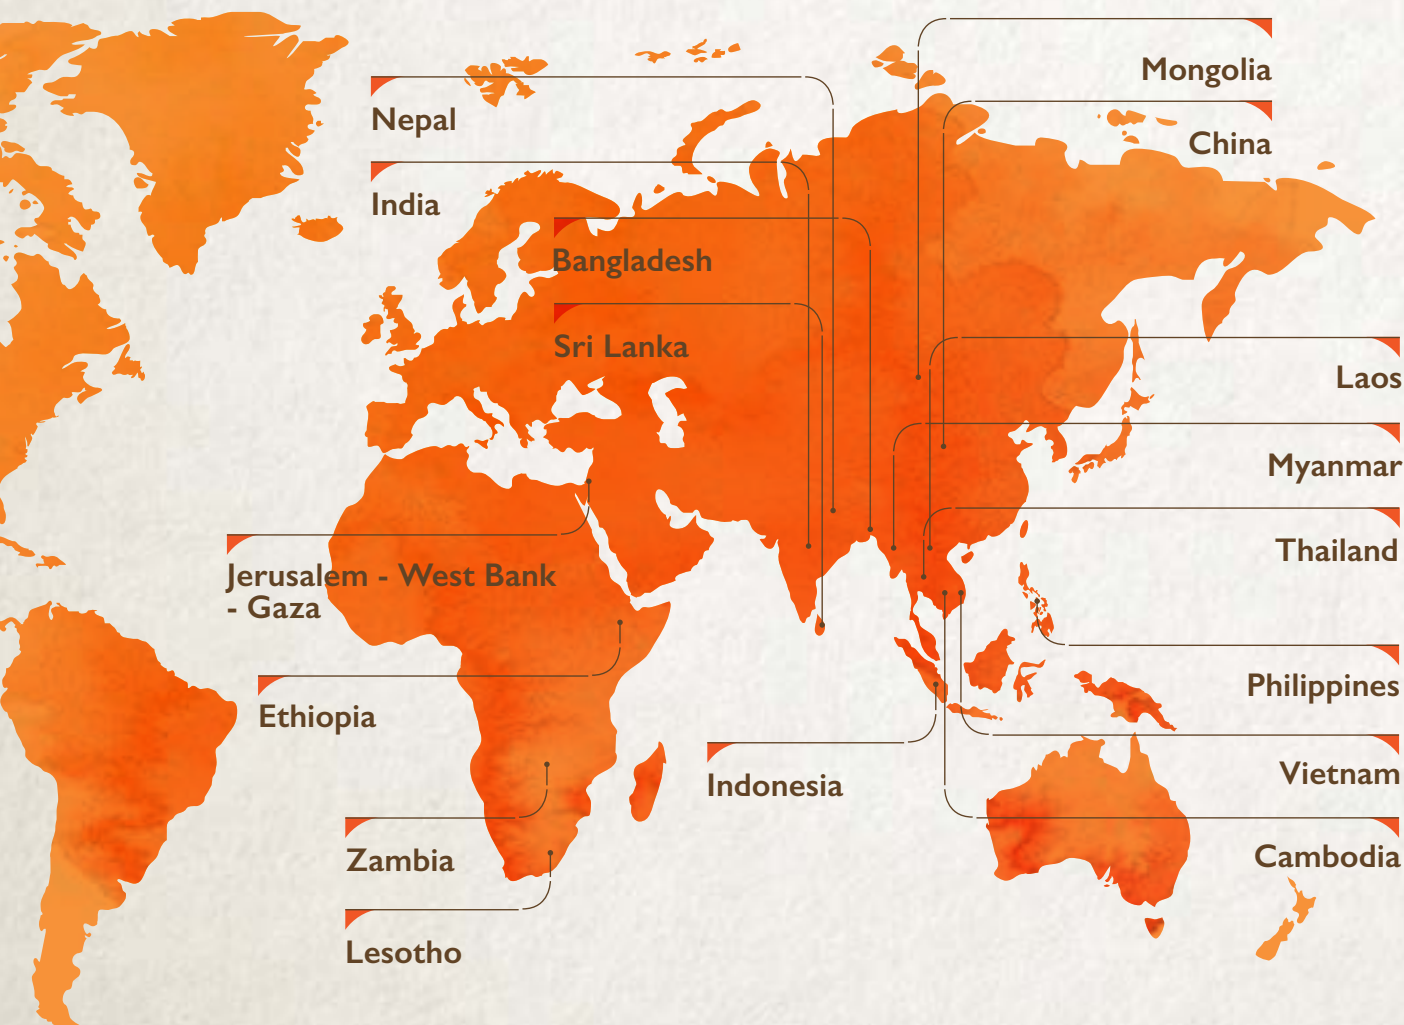 Mongolia
Nepal
China
India
Bangladesh
Sri Lanka
Laos
Myanmar
Thailand
Jerusalem - West Bank
- Gaza
Philippines
Ethiopia
Vietnam
Indonesia
Cambodia
Zambia
Lesotho